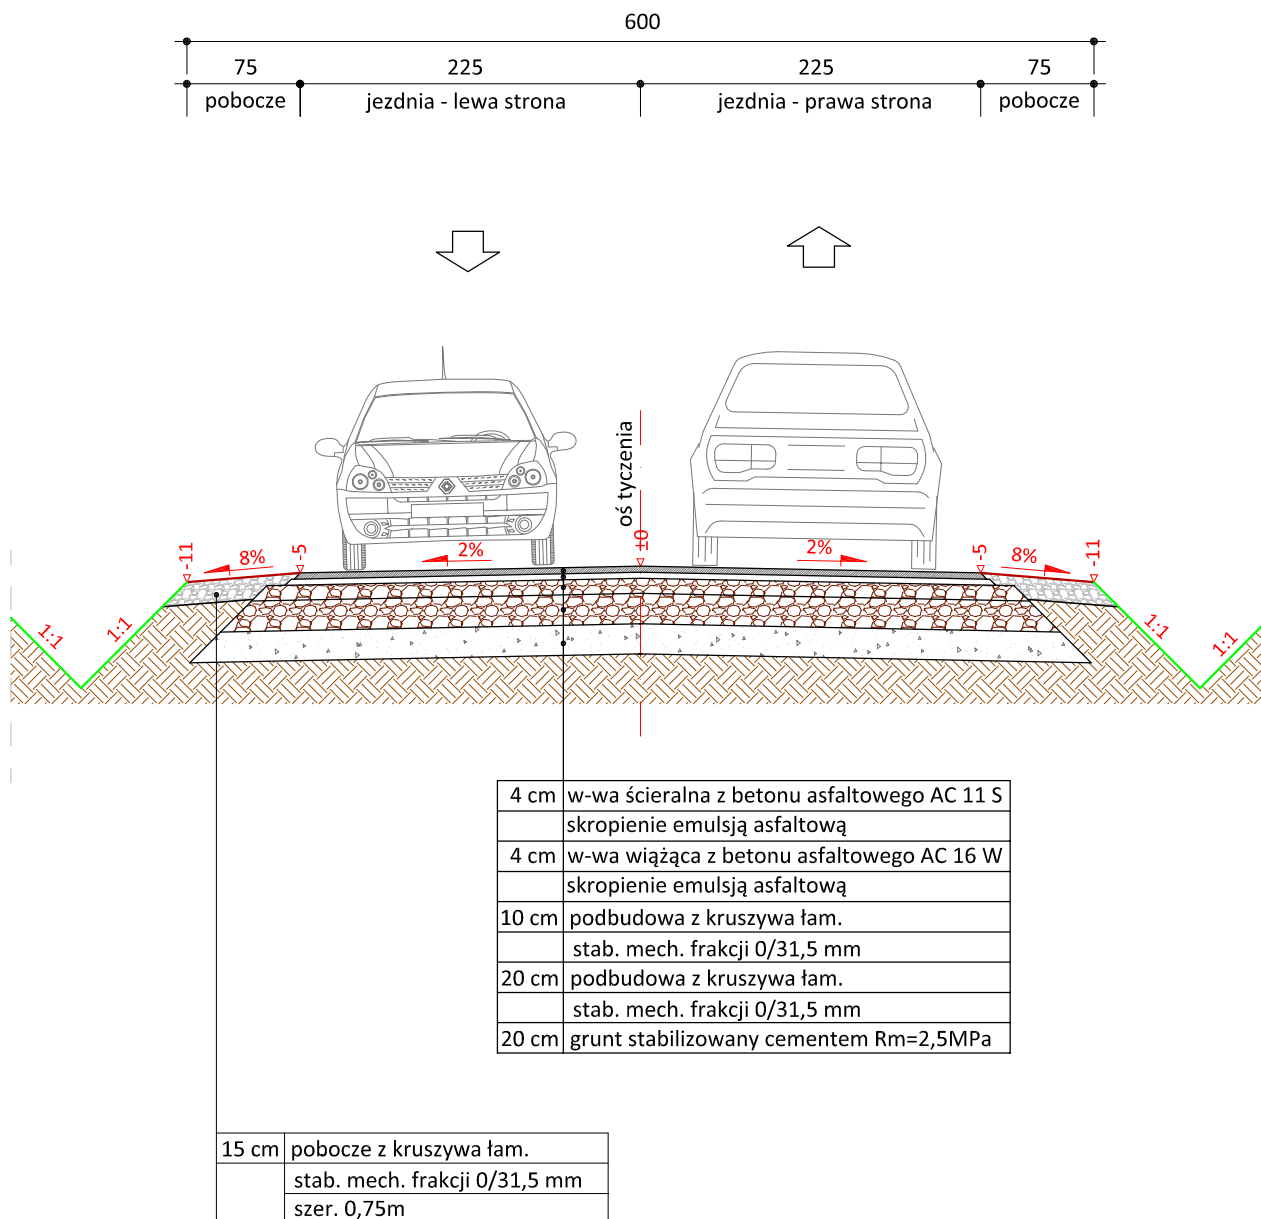 600
75 225 225 75
pobocze jezdnia - lewa strona jezdnia - prawa strona pobocze
oś tyczenia
-11 8% -5 2% ±0 2% -5 8% -11
1:1 1:1 1:1 1:1
4 cm w-wa ścieralna z betonu asfaltowego AC 11 S
skropienie emulsją asfaltową
4 cm w-wa wiążąca z betonu asfaltowego AC 16 W
skropienie emulsją asfaltową
10 cm podbudowa z kruszywa łam.
stab. mech. frakcji 0/31,5 mm
20 cm podbudowa z kruszywa łam.
stab. mech. frakcji 0/31,5 mm
20 cm grunt stabilizowany cementem Rm=2,5MPa
15 cm pobocze z kruszywa łam.
stab. mech. frakcji 0/31,5 mm
szer. 0,75m